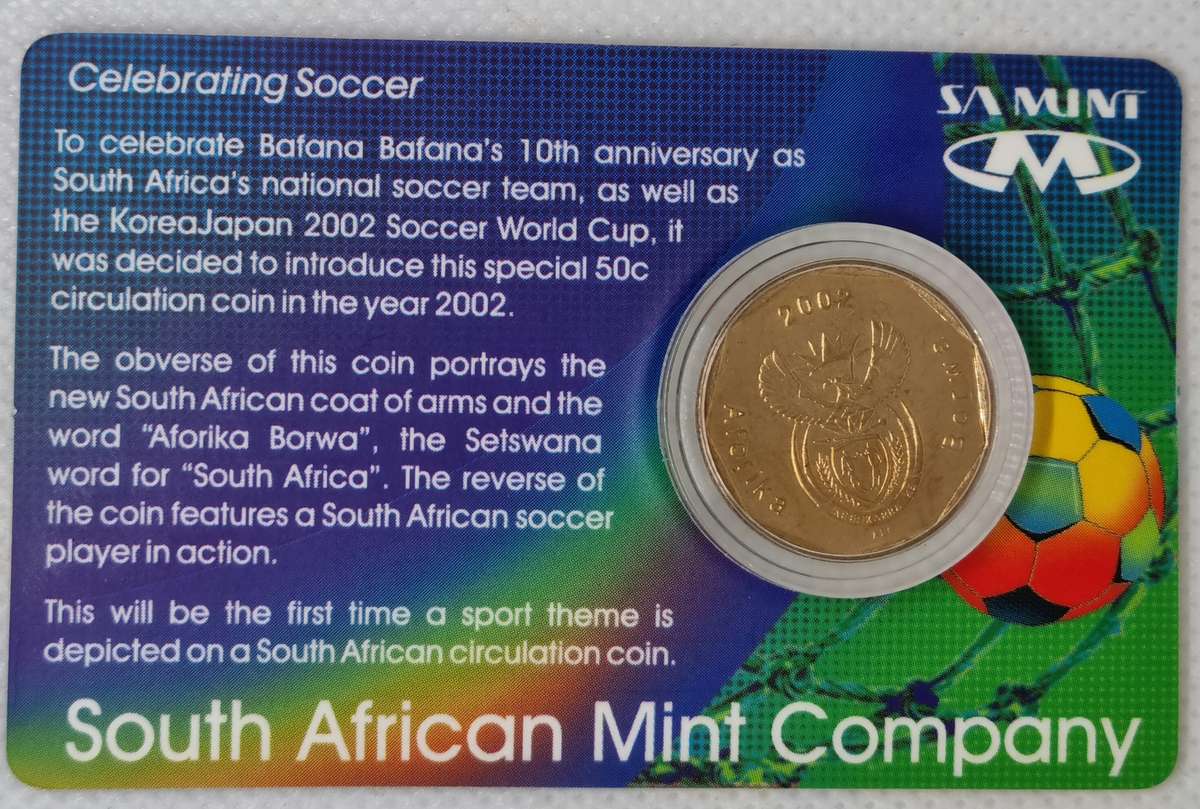 Celebrating Soccer
SA MINT
To celebrate Bafana Bafana's 10th anniversary as
South Africa's national soccer team, as well as
the KoreaJapan 2002 Soccer World Cup, it
was decided to introduce this special 50c
circulation coin in the year 2002.
The obverse of this coin portrays the
new South African coat of arms and the
word “Aforika Borwa”, the Setswana
word for “South Africa”. The reverse of
the coin features a South African soccer
player in action.
This will be the first time a sport theme is
depicted on a South African circulation coin.
South African Mint Company
2002